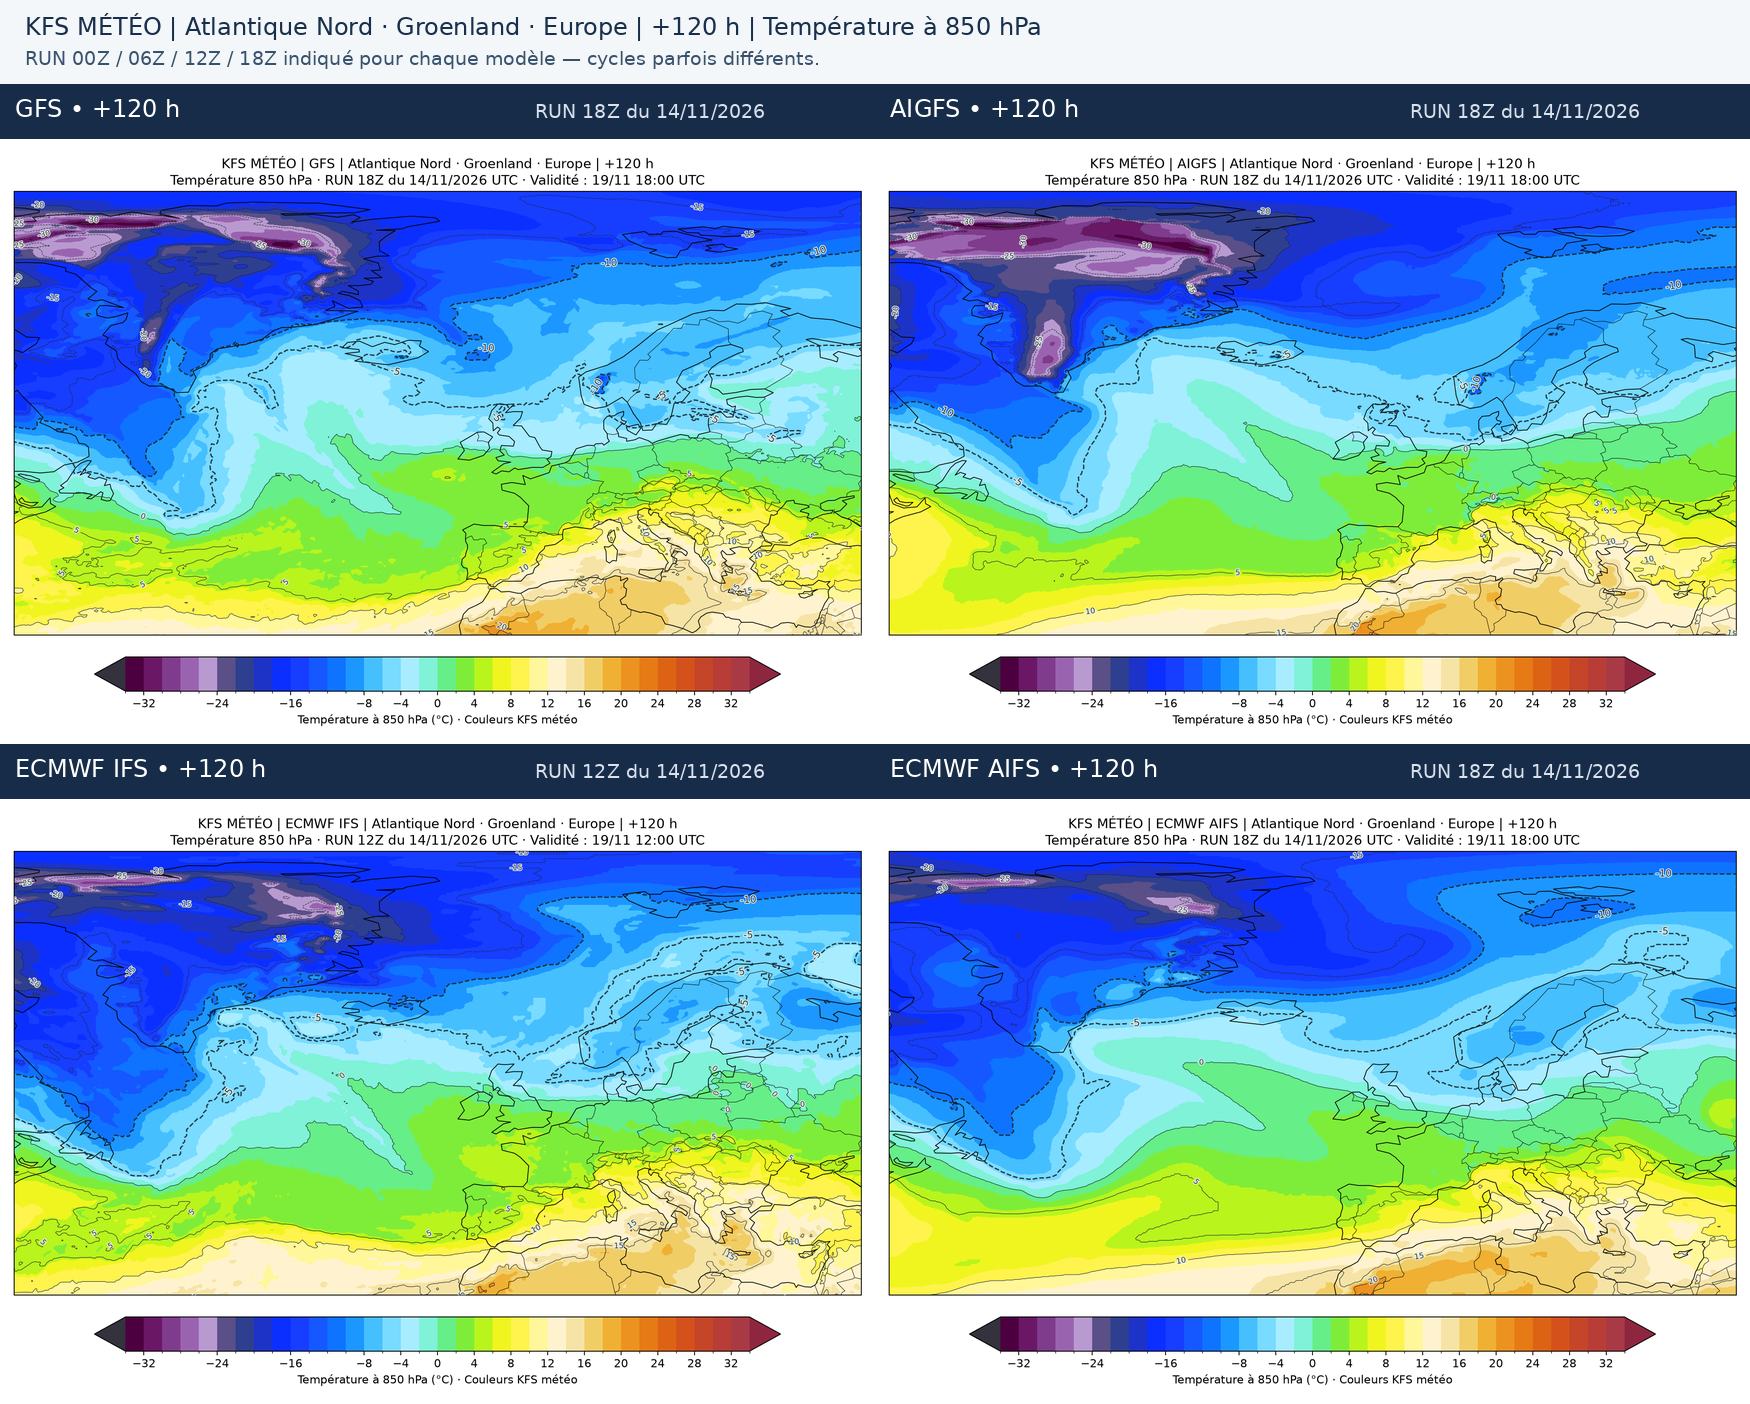 KFS MÉTÉO | Atlantique Nord · Groenland · Europe | +120 h | Température à 850 hPa
RUN 00Z / 06Z / 12Z / 18Z indiqué pour chaque modèle — cycles parfois différents.
GFS • +120 h
RUN 18Z du 14/11/2026
AIGFS • +120 h
RUN 18Z du 14/11/2026
KFS MÉTÉO | GFS | Atlantique Nord · Groenland · Europe | +120 h
Température 850 hPa · RUN 18Z du 14/11/2026 UTC · Validité : 19/11 18:00 UTC
KFS MÉTÉO | AIGFS | Atlantique Nord · Groenland · Europe | +120 h
Température 850 hPa · RUN 18Z du 14/11/2026 UTC · Validité : 19/11 18:00 UTC
−32 −24 −16 −8 −4 0 4 8 12 16 20 24 28 32
Température à 850 hPa (°C) · Couleurs KFS météo
−32 −24 −16 −8 −4 0 4 8 12 16 20 24 28 32
Température à 850 hPa (°C) · Couleurs KFS météo
ECMWF IFS • +120 h
RUN 12Z du 14/11/2026
ECMWF AIFS • +120 h
RUN 18Z du 14/11/2026
KFS MÉTÉO | ECMWF IFS | Atlantique Nord · Groenland · Europe | +120 h
Température 850 hPa · RUN 12Z du 14/11/2026 UTC · Validité : 19/11 12:00 UTC
KFS MÉTÉO | ECMWF AIFS | Atlantique Nord · Groenland · Europe | +120 h
Température 850 hPa · RUN 18Z du 14/11/2026 UTC · Validité : 19/11 18:00 UTC
−32 −24 −16 −8 −4 0 4 8 12 16 20 24 28 32
Température à 850 hPa (°C) · Couleurs KFS météo
−32 −24 −16 −8 −4 0 4 8 12 16 20 24 28 32
Température à 850 hPa (°C) · Couleurs KFS météo